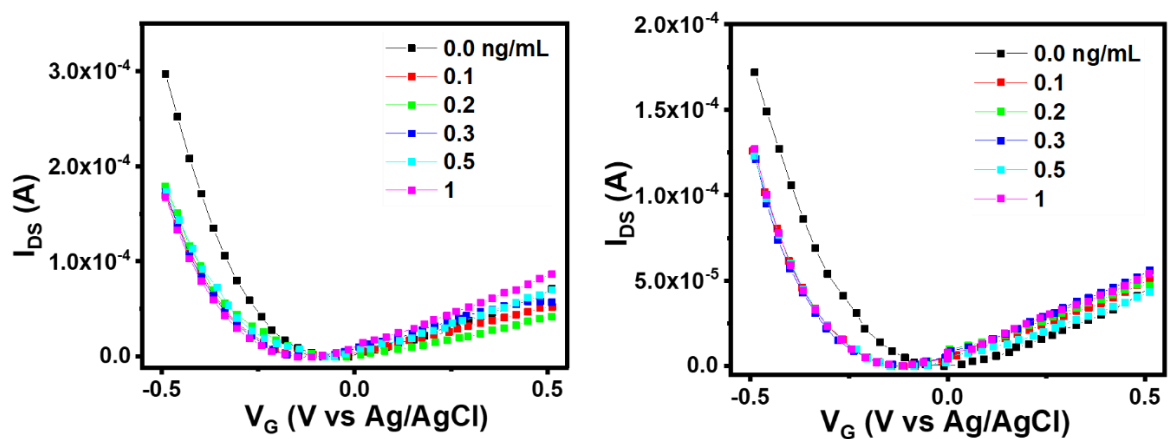 3.0x10⁻⁴
2.0x10⁻⁴
1.0x10⁻⁴
0.0
-0.5
0.0
0.5
I_DS (A)
V_G (V vs Ag/AgCl)
0.0 ng/mL
0.1
0.2
0.3
0.5
1
2.0x10⁻⁴
1.5x10⁻⁴
1.0x10⁻⁴
5.0x10⁻⁵
0.0
-0.5
0.0
0.5
I_DS (A)
V_G (V vs Ag/AgCl)
0.0 ng/mL
0.1
0.2
0.3
0.5
1